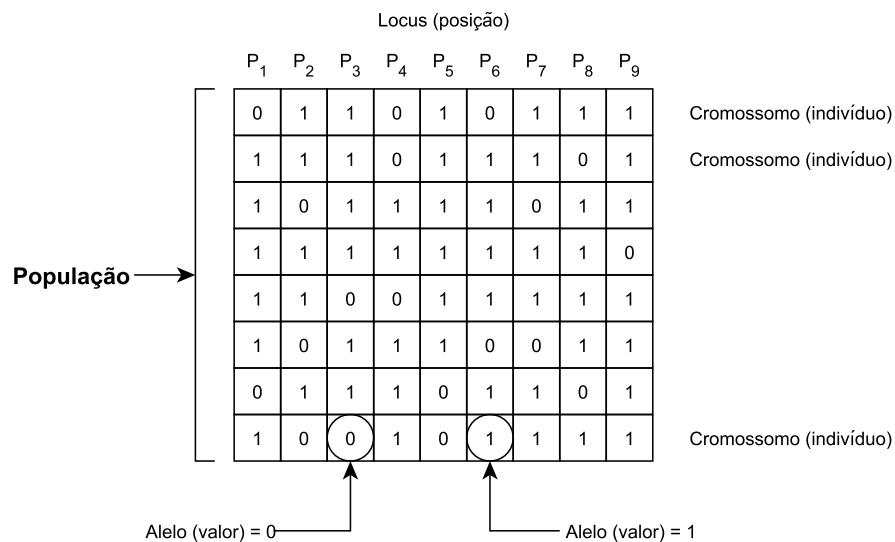 Locus (posição)
P1 P2 P3 P4 P5 P6 P7 P8 P9
0 1 1 0 1 0 1 1 1 Cromossomo (indivíduo)
1 1 1 0 1 1 1 0 1 Cromossomo (indivíduo)
1 0 1 1 1 1 0 1 1
1 1 1 1 1 1 1 1 0
População
1 1 0 0 1 1 1 1 1
1 0 1 1 1 0 0 1 1
0 1 1 1 0 1 1 0 1
1 0 0 1 0 1 1 1 1 Cromossomo (indivíduo)
Alelo (valor) = 0 Alelo (valor) = 1